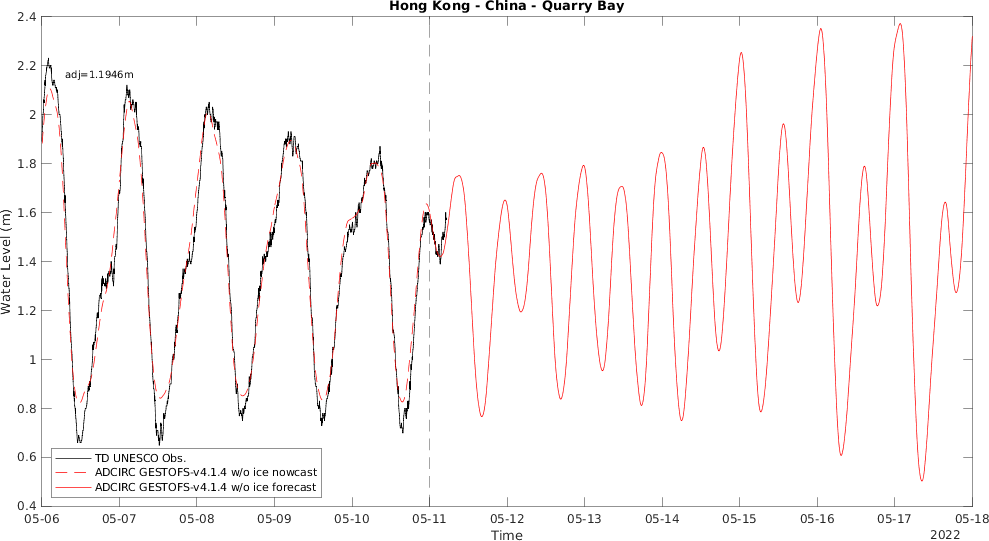 Hong Kong - China - Quarry Bay
2.4
2.2
2
1.8
1.6
1.4
1.2
1
0.8
0.6
0.4
Water Level (m)
adj=1.1946m
TD UNESCO Obs.
ADCIRC GESTOFS-v4.1.4 w/o ice nowcast
ADCIRC GESTOFS-v4.1.4 w/o ice forecast
05-06 05-07 05-08 05-09 05-10 05-11 05-12 05-13 05-14 05-15 05-16 05-17 05-18
Time
2022